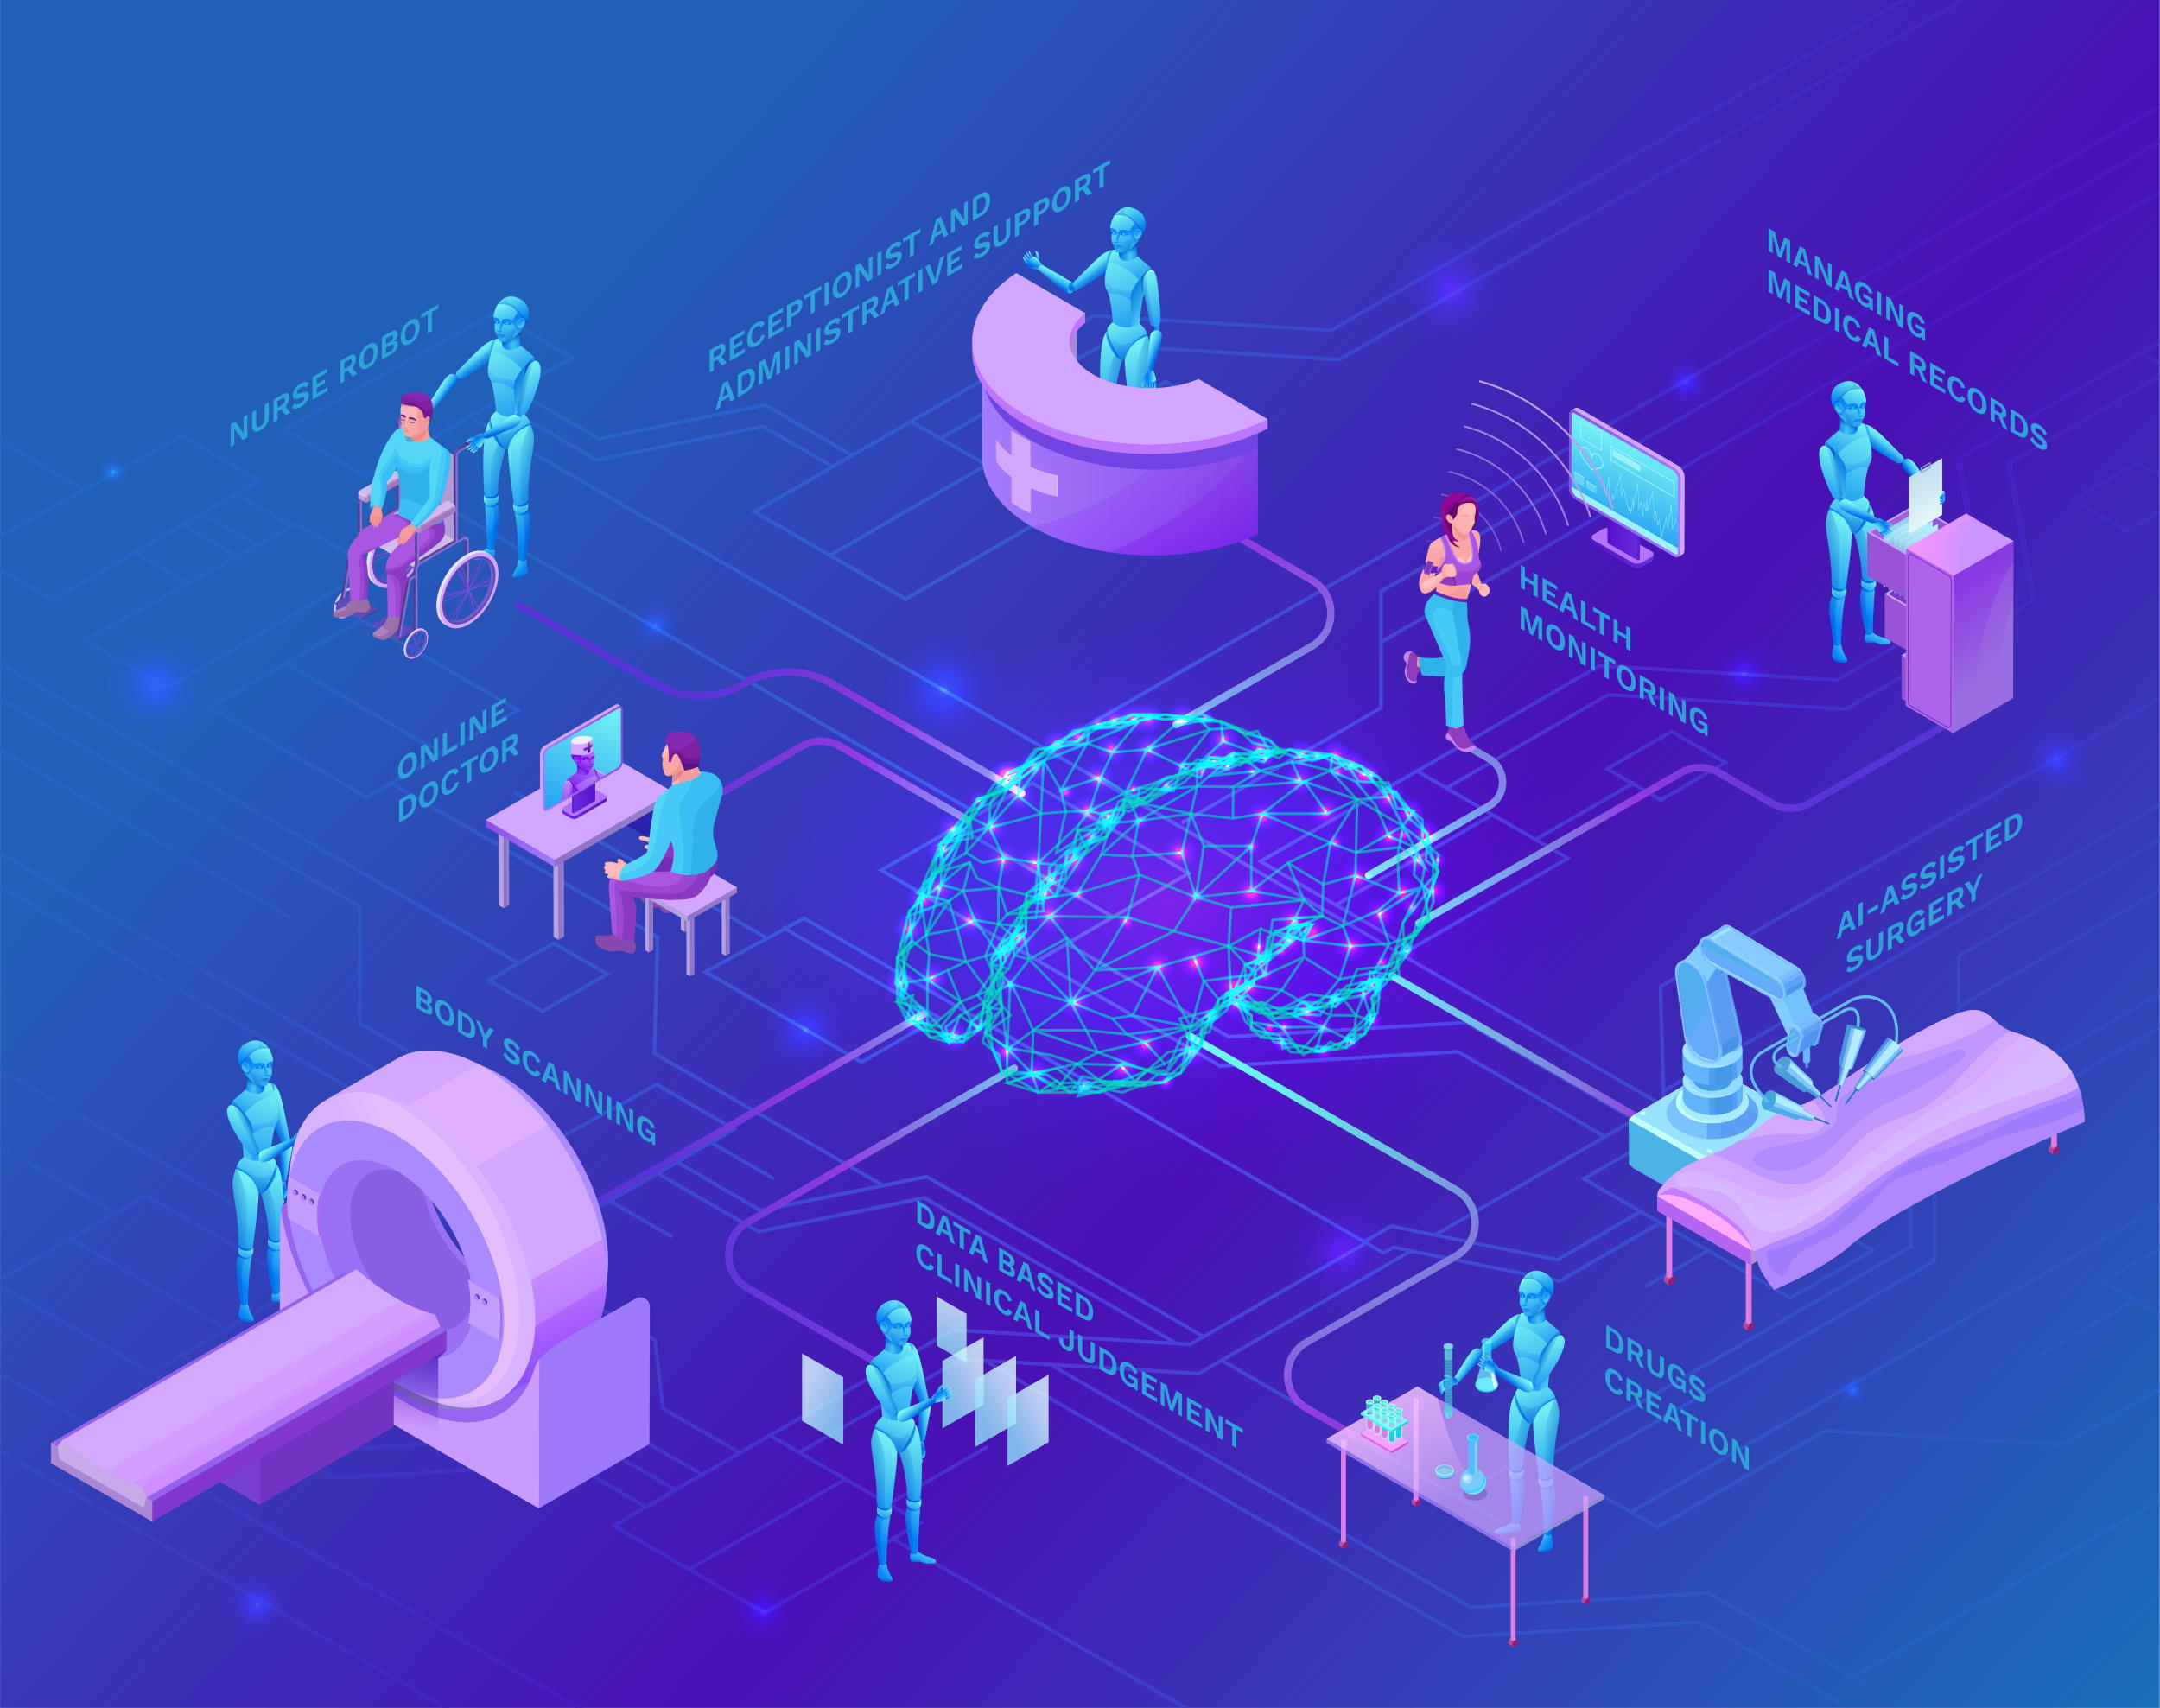 RECEPTIONIST AND
ADMINISTRATIVE SUPPORT
MANAGING
MEDICAL RECORDS
NURSE ROBOT
HEALTH
MONITORING
ONLINE
DOCTOR
AI-ASSISTED
SURGERY
BODY SCANNING
DATA BASED
CLINICAL JUDGEMENT
DRUGS
CREATION